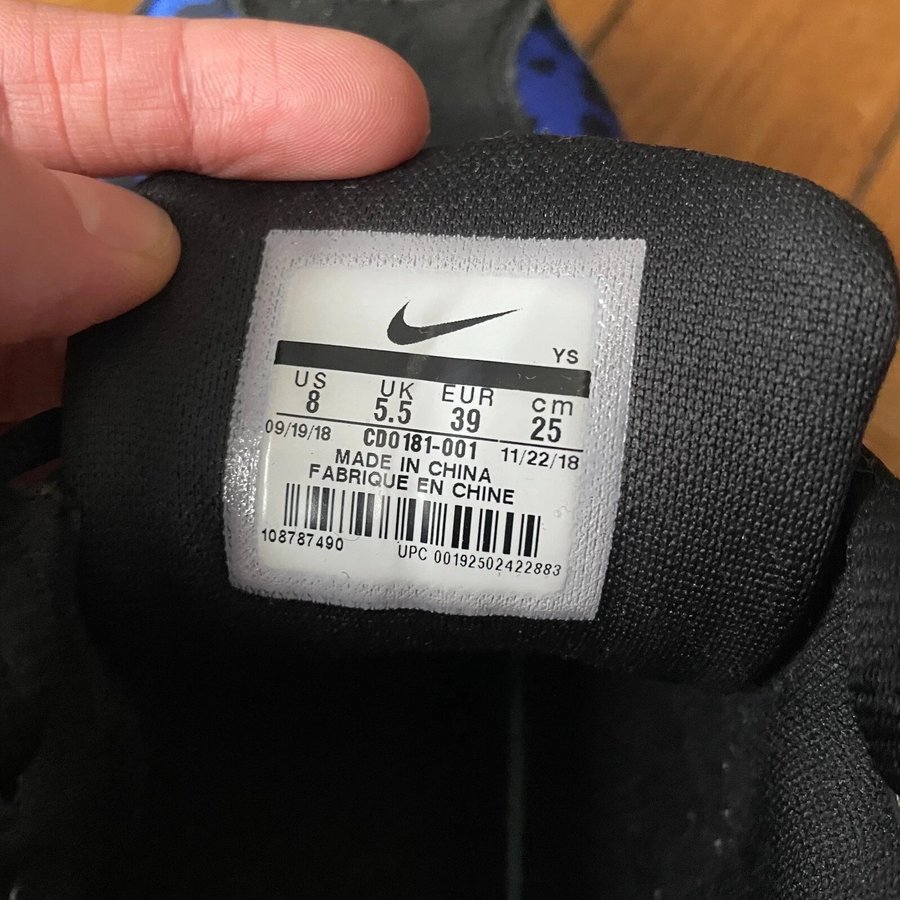 YS
US UK EUR cm
8 5.5 39 25
09/19/18 CD0181-001 11/22/18
MADE IN CHINA
FABRIQUE EN CHINE
108787490 UPC 00192502422883